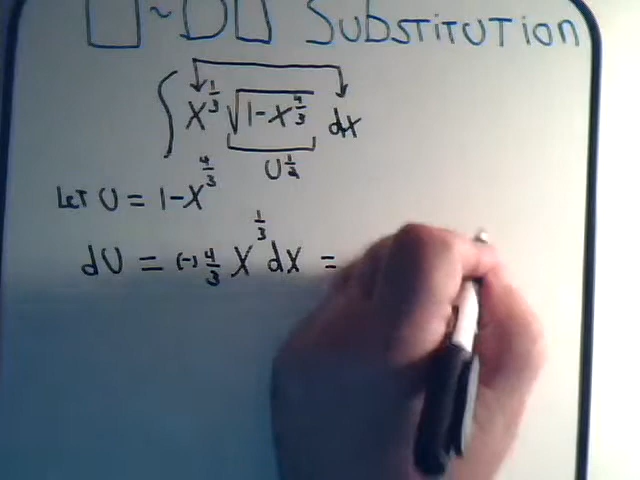 U~DU SUBSTITUTION
∫ X^{1/3} √(1-X^{4/3}) dX
U^{1/2}
LET U = 1-X^{4/3}
dU = (-) 4/3 X^{1/3} dX =